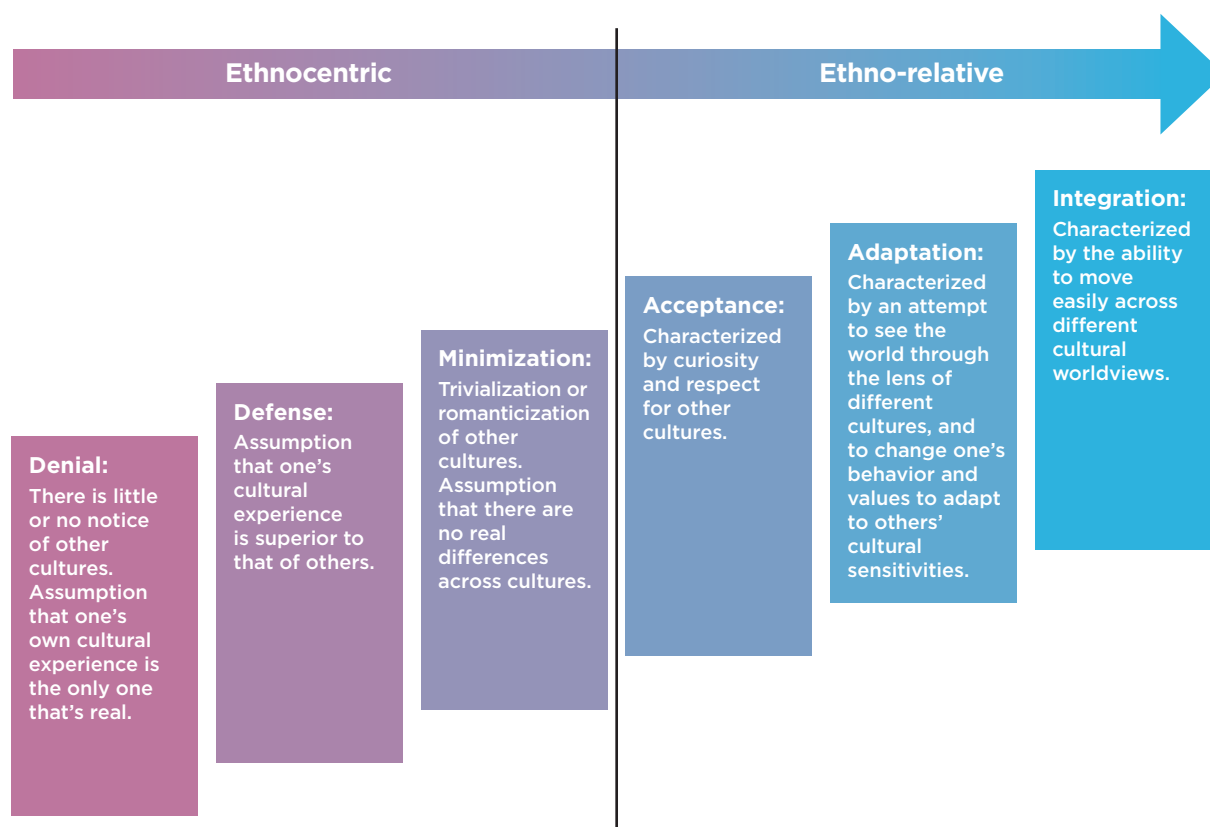 Ethnocentric
Ethno-relative
Denial:
There is little
or no notice
of other
cultures.
Assumption
that one's
own cultural
experience is
the only one
that's real.
Defense:
Assumption
that one's
cultural
experience
is superior to
that of others.
Minimization:
Trivialization or
romanticization
of other
cultures.
Assumption
that there are
no real
differences
across cultures.
Acceptance:
Characterized
by curiosity
and respect
for other
cultures.
Adaptation:
Characterized
by an attempt
to see the
world through
the lens of
different
cultures, and
to change one's
behavior and
values to adapt
to others'
cultural
sensitivities.
Integration:
Characterized
by the ability
to move
easily across
different
cultural
worldviews.